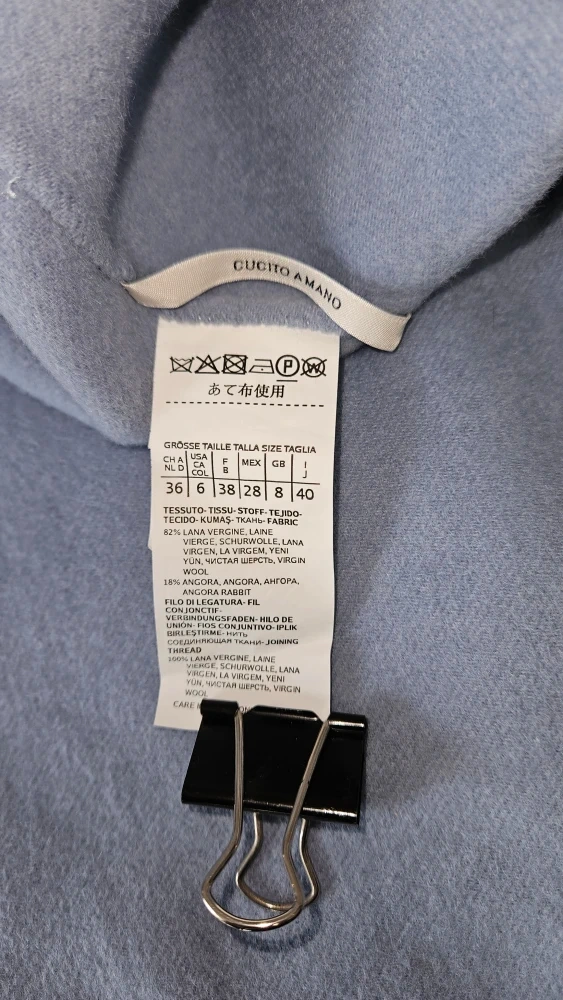 CUCITO A MANO
P W
あて布使用
GRÖSSE TAILLE TALLA SIZE TAGLIA
CH A NL D USA CA COL F B MEX GB I J
36 6 38 28 8 40
TESSUTO- TISSU- STOFF- TEJIDO-
TECIDO- KUMAŞ- ТКАНЬ- FABRIC
82% LANA VERGINE, LAINE
VIERGE, SCHURWOLLE, LANA
VIRGEN, LA VIRGEM, YENI
YÜN, ЧИСТАЯ ШЕРСТЬ, VIRGIN
WOOL
18% ANGORA, ANGORA, АНГОРА,
ANGORA RABBIT
FILO DI LEGATURA- FIL
CONJONCTIF-
VERBINDUNGSFADEN- HILO DE
UNIÓN- FIOS CONJUNTIVO- IPLIK
BIRLEŞTIRME- НИТЬ
СОЕДИНЯЮЩАЯ ТКАНИ- JOINING
THREAD
100% LANA VERGINE, LAINE
VIERGE, SCHURWOLLE, LANA
VIRGEN, LA VIRGEM, YENI
YÜN, ЧИСТАЯ ШЕРСТЬ, VIRGIN
WOOL
CARE